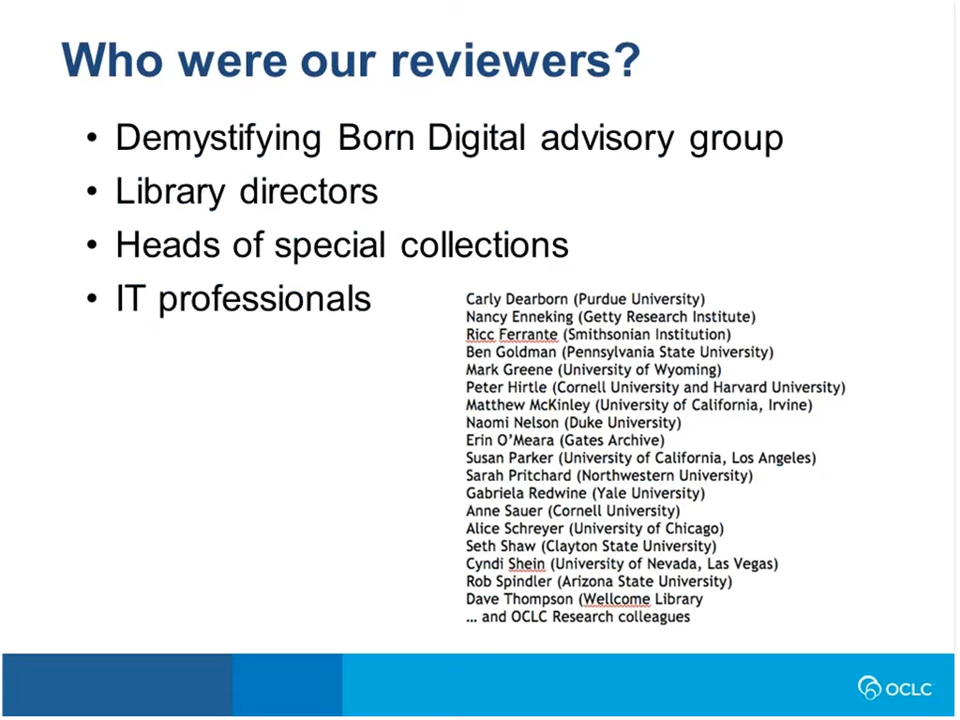 Who were our reviewers?
• Demystifying Born Digital advisory group
• Library directors
• Heads of special collections
• IT professionals
Carly Dearborn (Purdue University)
Nancy Enneking (Getty Research Institute)
Ricc Ferrante (Smithsonian Institution)
Ben Goldman (Pennsylvania State University)
Mark Greene (University of Wyoming)
Peter Hirtle (Cornell University and Harvard University)
Matthew McKinley (University of California, Irvine)
Naomi Nelson (Duke University)
Erin O’Meara (Gates Archive)
Susan Parker (University of California, Los Angeles)
Sarah Pritchard (Northwestern University)
Gabriela Redwine (Yale University)
Anne Sauer (Cornell University)
Alice Schreyer (University of Chicago)
Seth Shaw (Clayton State University)
Cyndi Shein (University of Nevada, Las Vegas)
Rob Spindler (Arizona State University)
Dave Thompson (Wellcome Library
… and OCLC Research colleagues
OCLC